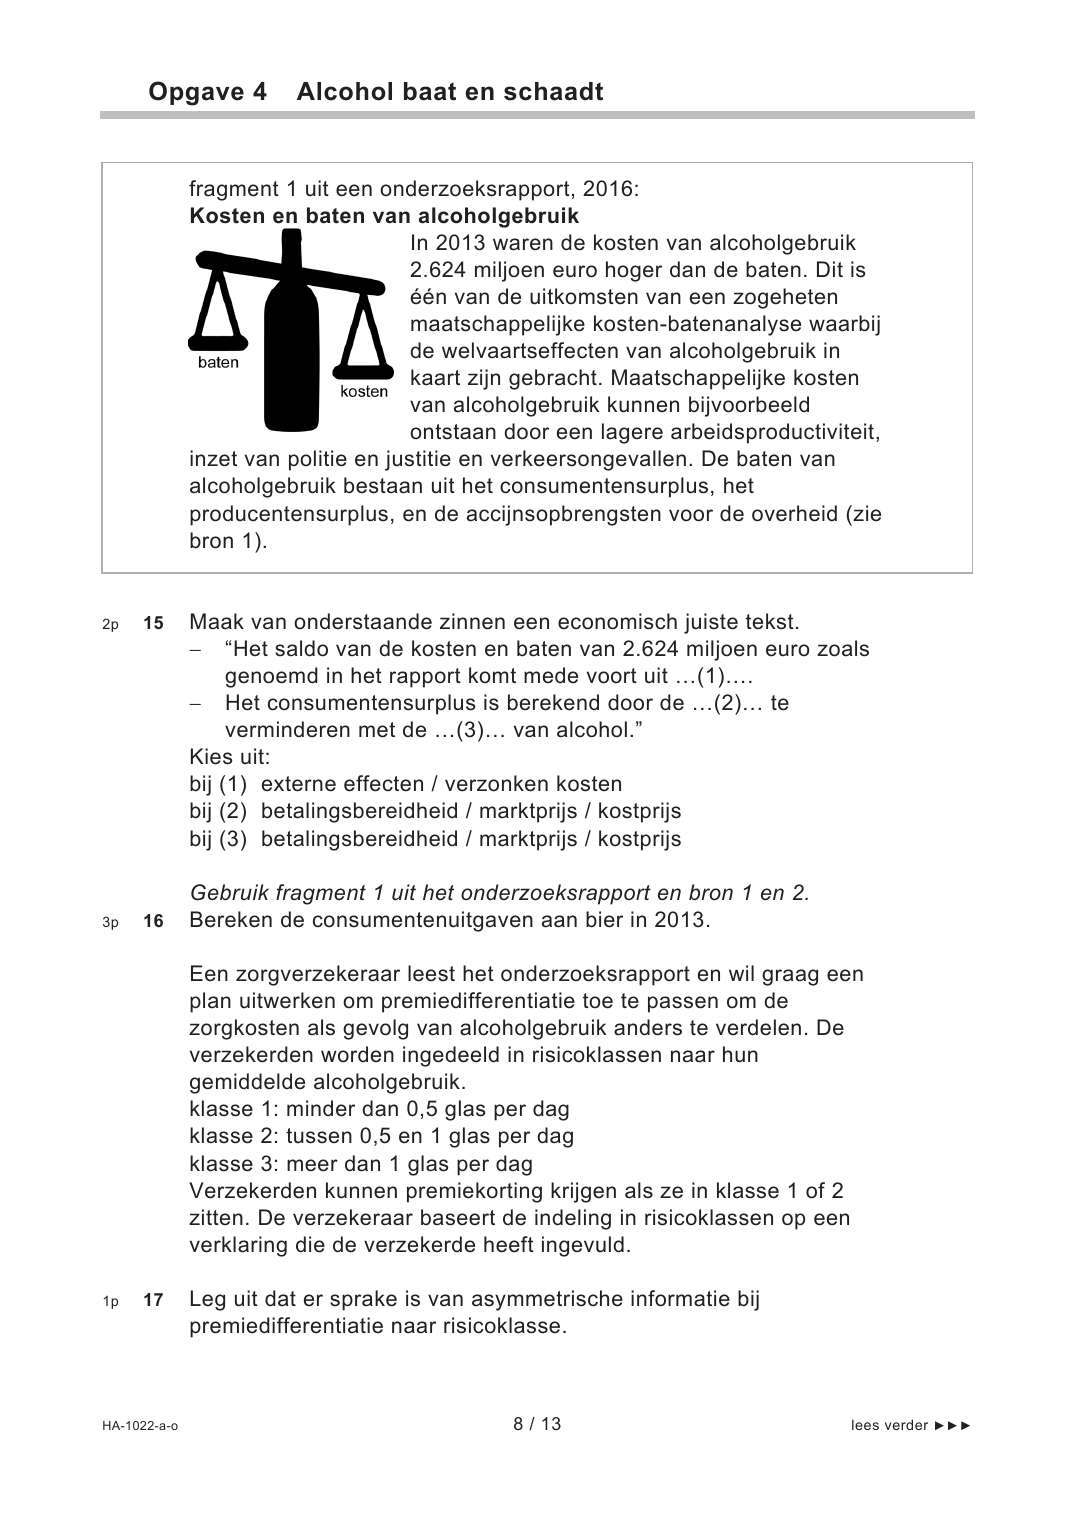 Opgave 4 Alcohol baat en schaadt
fragment 1 uit een onderzoeksrapport, 2016:
Kosten en baten van alcoholgebruik
In 2013 waren de kosten van alcoholgebruik
2.624 miljoen euro hoger dan de baten. Dit is
één van de uitkomsten van een zogeheten
maatschappelijke kosten-batenanalyse waarbij
de welvaartseffecten van alcoholgebruik in
kaart zijn gebracht. Maatschappelijke kosten
van alcoholgebruik kunnen bijvoorbeeld
ontstaan door een lagere arbeidsproductiviteit,
baten
kosten
inzet van politie en justitie en verkeersongevallen. De baten van
alcoholgebruik bestaan uit het consumentensurplus, het
producentensurplus, en de accijnsopbrengsten voor de overheid (zie
bron 1).
2p 15 Maak van onderstaande zinnen een economisch juiste tekst.
– “Het saldo van de kosten en baten van 2.624 miljoen euro zoals
genoemd in het rapport komt mede voort uit …(1)….
– Het consumentensurplus is berekend door de …(2)… te
verminderen met de …(3)… van alcohol.”
Kies uit:
bij (1) externe effecten / verzonken kosten
bij (2) betalingsbereidheid / marktprijs / kostprijs
bij (3) betalingsbereidheid / marktprijs / kostprijs
Gebruik fragment 1 uit het onderzoeksrapport en bron 1 en 2.
3p 16 Bereken de consumentenuitgaven aan bier in 2013.
Een zorgverzekeraar leest het onderzoeksrapport en wil graag een
plan uitwerken om premiedifferentiatie toe te passen om de
zorgkosten als gevolg van alcoholgebruik anders te verdelen. De
verzekerden worden ingedeeld in risicoklassen naar hun
gemiddelde alcoholgebruik.
klasse 1: minder dan 0,5 glas per dag
klasse 2: tussen 0,5 en 1 glas per dag
klasse 3: meer dan 1 glas per dag
Verzekerden kunnen premiekorting krijgen als ze in klasse 1 of 2
zitten. De verzekeraar baseert de indeling in risicoklassen op een
verklaring die de verzekerde heeft ingevuld.
1p 17 Leg uit dat er sprake is van asymmetrische informatie bij
premiedifferentiatie naar risicoklasse.
HA-1022-a-o 8 / 13 lees verder ►►►